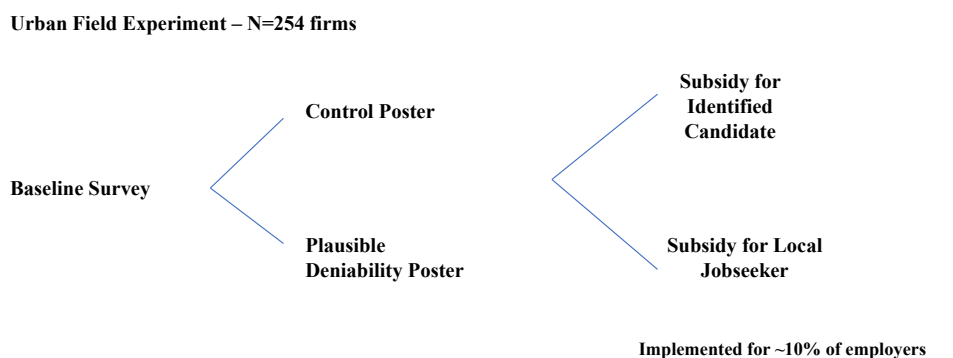 Urban Field Experiment – N=254 firms
Subsidy for
Identified
Candidate
Control Poster
Baseline Survey
Plausible
Deniability Poster
Subsidy for Local
Jobseeker
Implemented for ~10% of employers